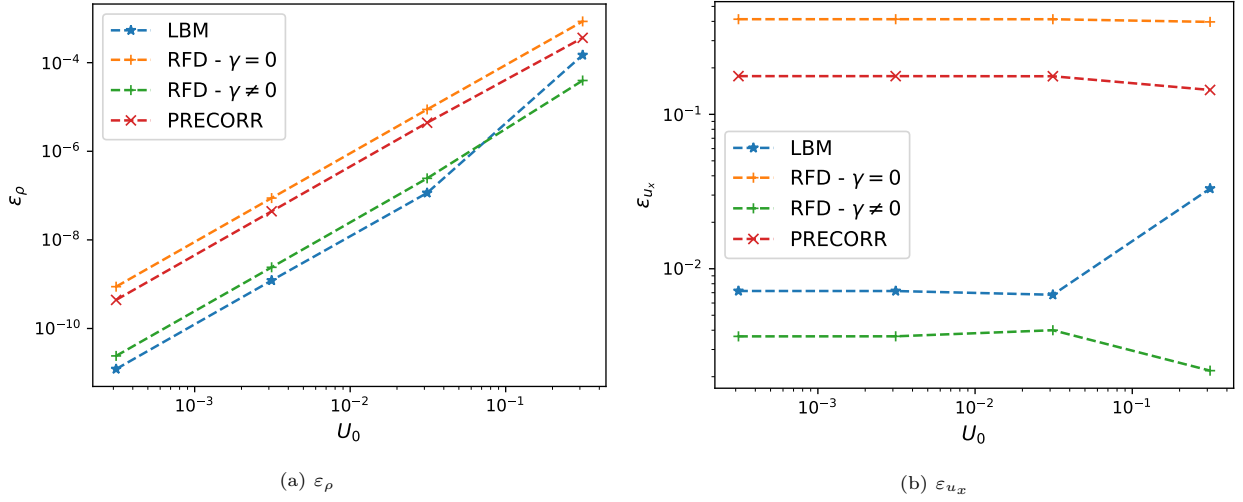 LBM
RFD - γ = 0
RFD - γ ≠ 0
PRECORR
10⁻⁴
10⁻⁶
10⁻⁸
10⁻¹⁰
ε_ρ
10⁻³
10⁻²
10⁻¹
U₀
(a) ε_ρ
10⁻¹
10⁻²
ε_{u_x}
LBM
RFD - γ = 0
RFD - γ ≠ 0
PRECORR
10⁻³
10⁻²
10⁻¹
U₀
(b) ε_{u_x}